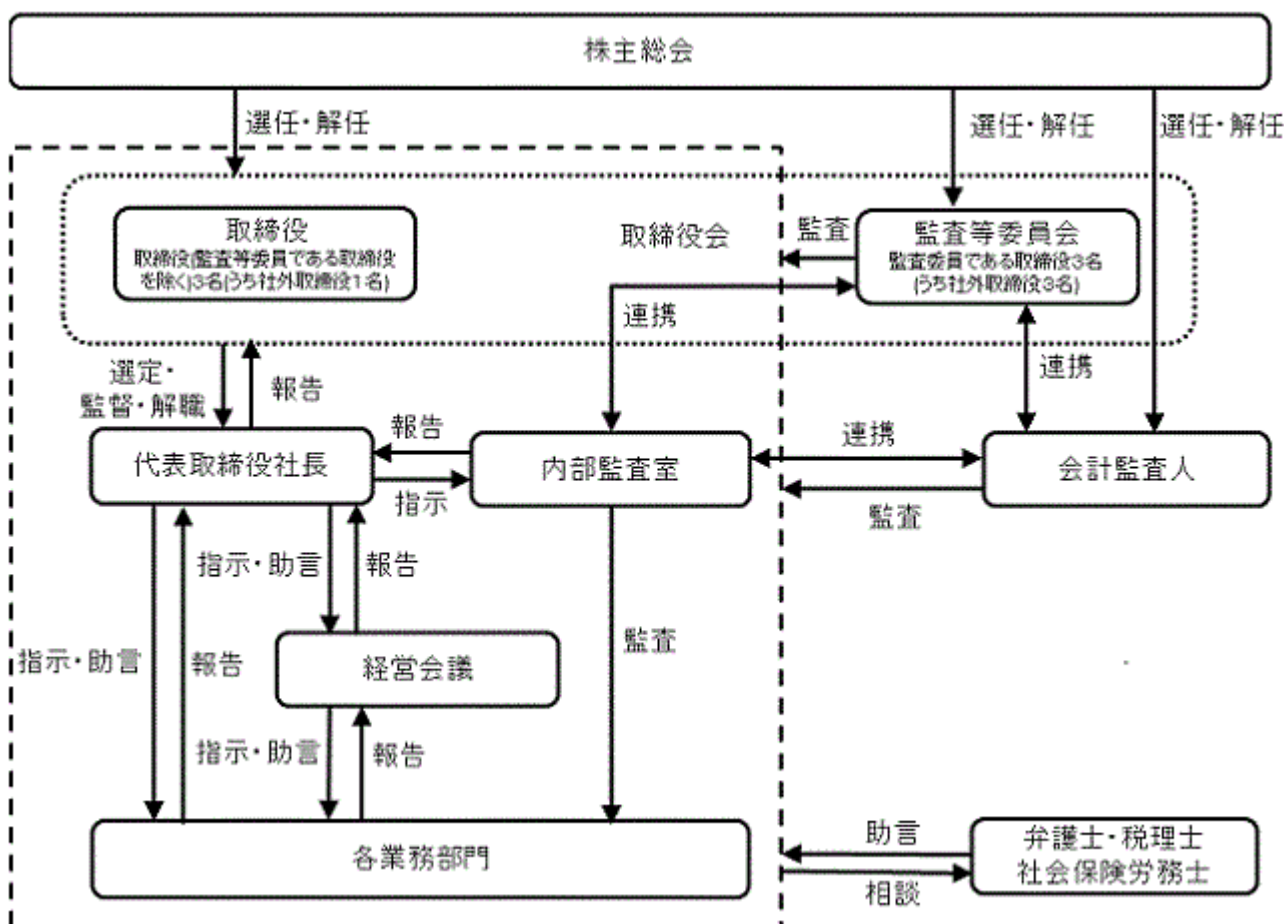 株主総会
選任・解任
選任・解任
選任・解任
取締役
取締役(監査等委員である取締役
を除く)3名(うち社外取締役1名)
取締役会
監査
監査等委員会
監査委員である取締役3名
(うち社外取締役3名)
連携
連携
選定・
監督・解職
報告
代表取締役社長
報告
指示
内部監査室
連携
監査
会計監査人
指示・助言
報告
指示・助言
報告
経営会議
監査
指示・助言
報告
各業務部門
助言
相談
弁護士・税理士
社会保険労務士